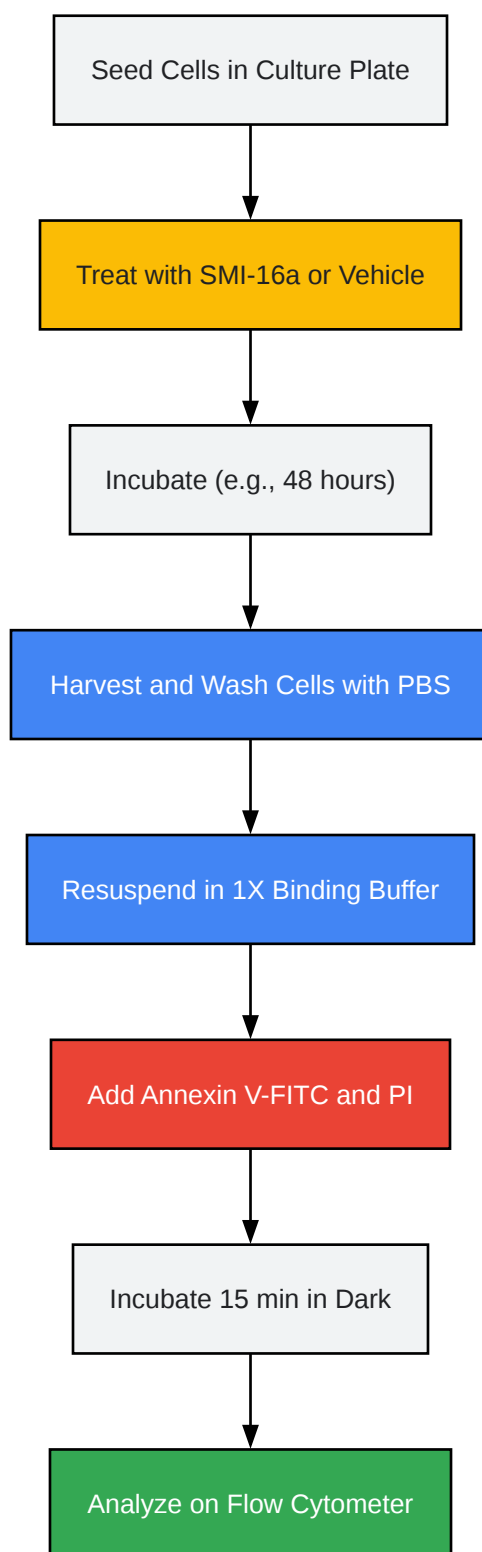 Seed Cells in Culture Plate
Treat with SMI-16a or Vehicle
Incubate (e.g., 48 hours)
Harvest and Wash Cells with PBS
Resuspend in 1X Binding Buffer
Add Annexin V-FITC and PI
Incubate 15 min in Dark
Analyze on Flow Cytometer